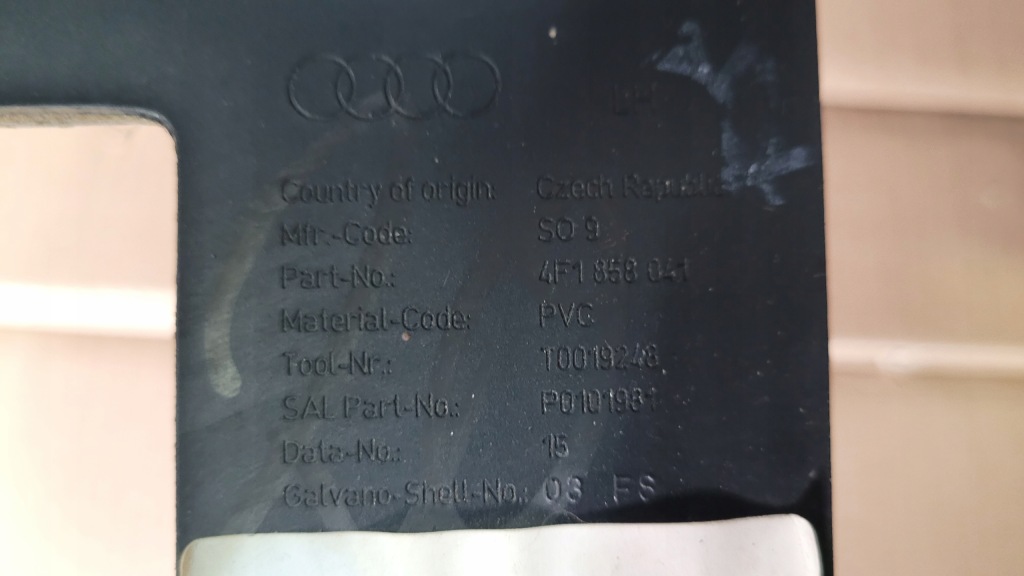 Country of origin: Czech Republic
Mfr.-Code: SO 9
Part-No.: 4F1 858 041
Material-Code: PVC
Tool-Nr.: T0019248
SAL Part-No.: P0101981
Data-No.: 15
Galvano-Shell-No.: 03 FS